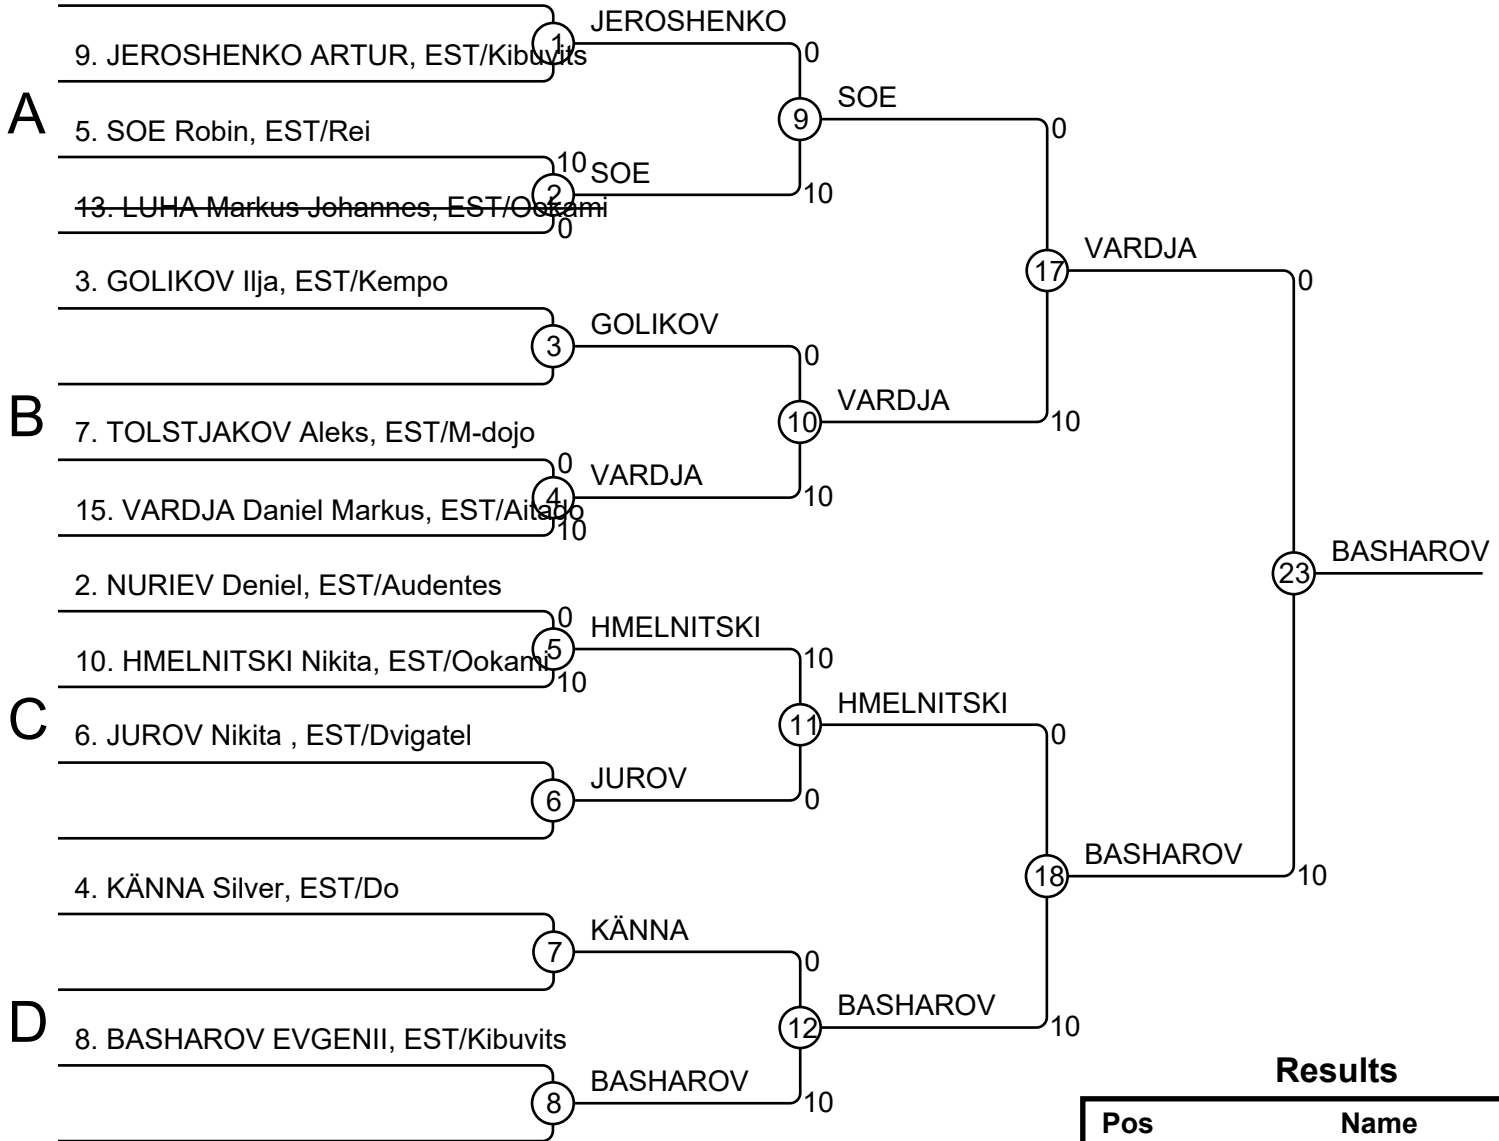 JEROSHENKO
1
9. JEROSHENKO ARTUR, EST/Kibuvits
0
A
SOE
9
0
5. SOE Robin, EST/Rei
10
SOE
2
10
13. LUHA Markus Johannes, EST/Ookami
0
VARDJA
17
0
3. GOLIKOV Ilja, EST/Kempo
GOLIKOV
3
0
B
VARDJA
10
10
7. TOLSTJAKOV Aleks, EST/M-dojo
0
VARDJA
4
10
15. VARDJA Daniel Markus, EST/Aitado
10
BASHAROV
23
2. NURIEV Deniel, EST/Audentes
0
HMELNITSKI
5
10
10. HMELNITSKI Nikita, EST/Ookami
10
C
HMELNITSKI
11
0
6. JUROV Nikita , EST/Dvigatel
JUROV
6
0
BASHAROV
18
10
4. KÄNNA Silver, EST/Do
KÄNNA
7
0
D
BASHAROV
12
10
8. BASHAROV EVGENII, EST/Kibuvits
BASHAROV
8
10
Results
Pos Name